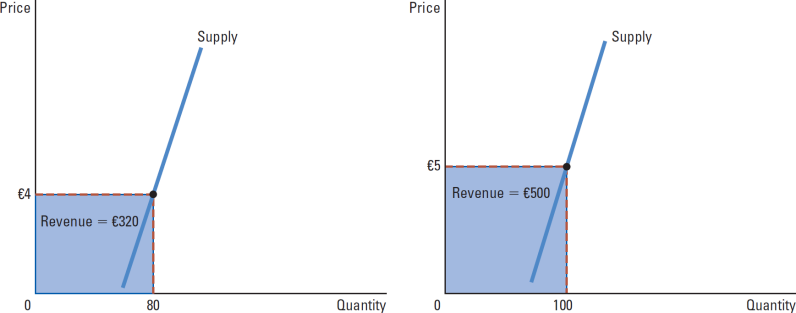 Price
Supply
€4
Revenue = €320
0
80
Quantity
Price
Supply
€5
Revenue = €500
0
100
Quantity